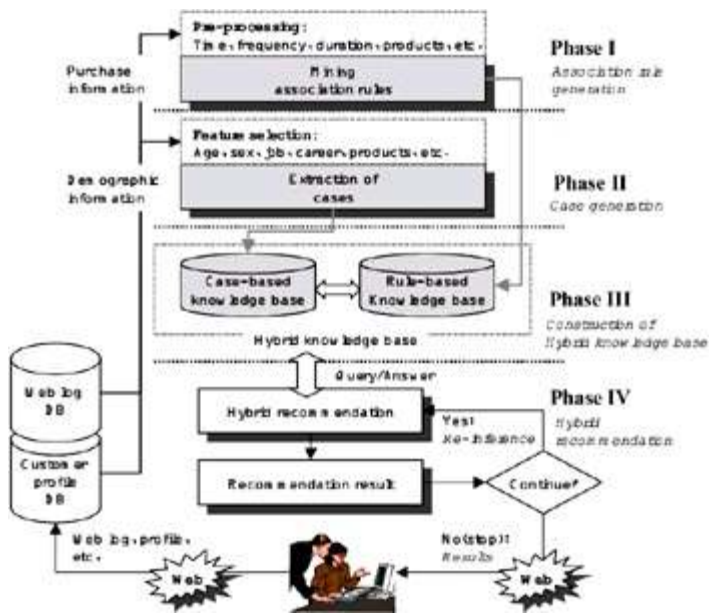 Pre-processing:
Time, frequency, duration, products, etc.
Mining
association rules
Phase I
Association rule
generation
Purchase
information
Feature selection:
Age, sex, job, career, products, etc.
Extraction of
cases
Phase II
Case generation
Demographic
information
Case-based
knowledge base
Rule-based
Knowledge base
Hybrid knowledge base
Phase III
Construction of
Hybrid knowledge base
Query/Answer
Web log
DB
Customer
profile
DB
Hybrid recommendation
Recommendation result
Yes:
Re-inference
Phase IV
Hybrid
recommendation
Continue?
Web log, profile,
etc.
Web
No(stop):
Results
Web